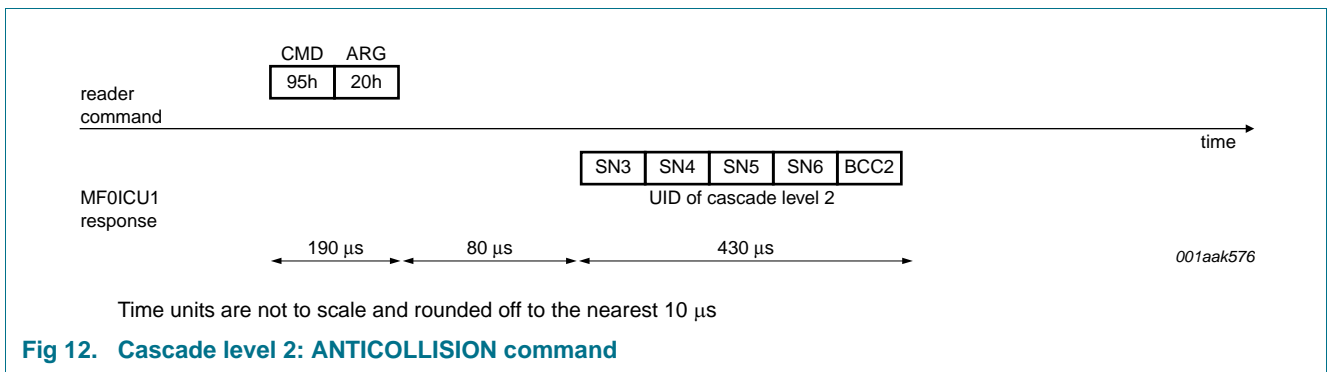 CMD ARG
95h 20h
reader
command
time
SN3 SN4 SN5 SN6 BCC2
MF0ICU1
response
UID of cascade level 2
190 μs 80 μs 430 μs
001aak576
Time units are not to scale and rounded off to the nearest 10 μs
Fig 12. Cascade level 2: ANTICOLLISION command